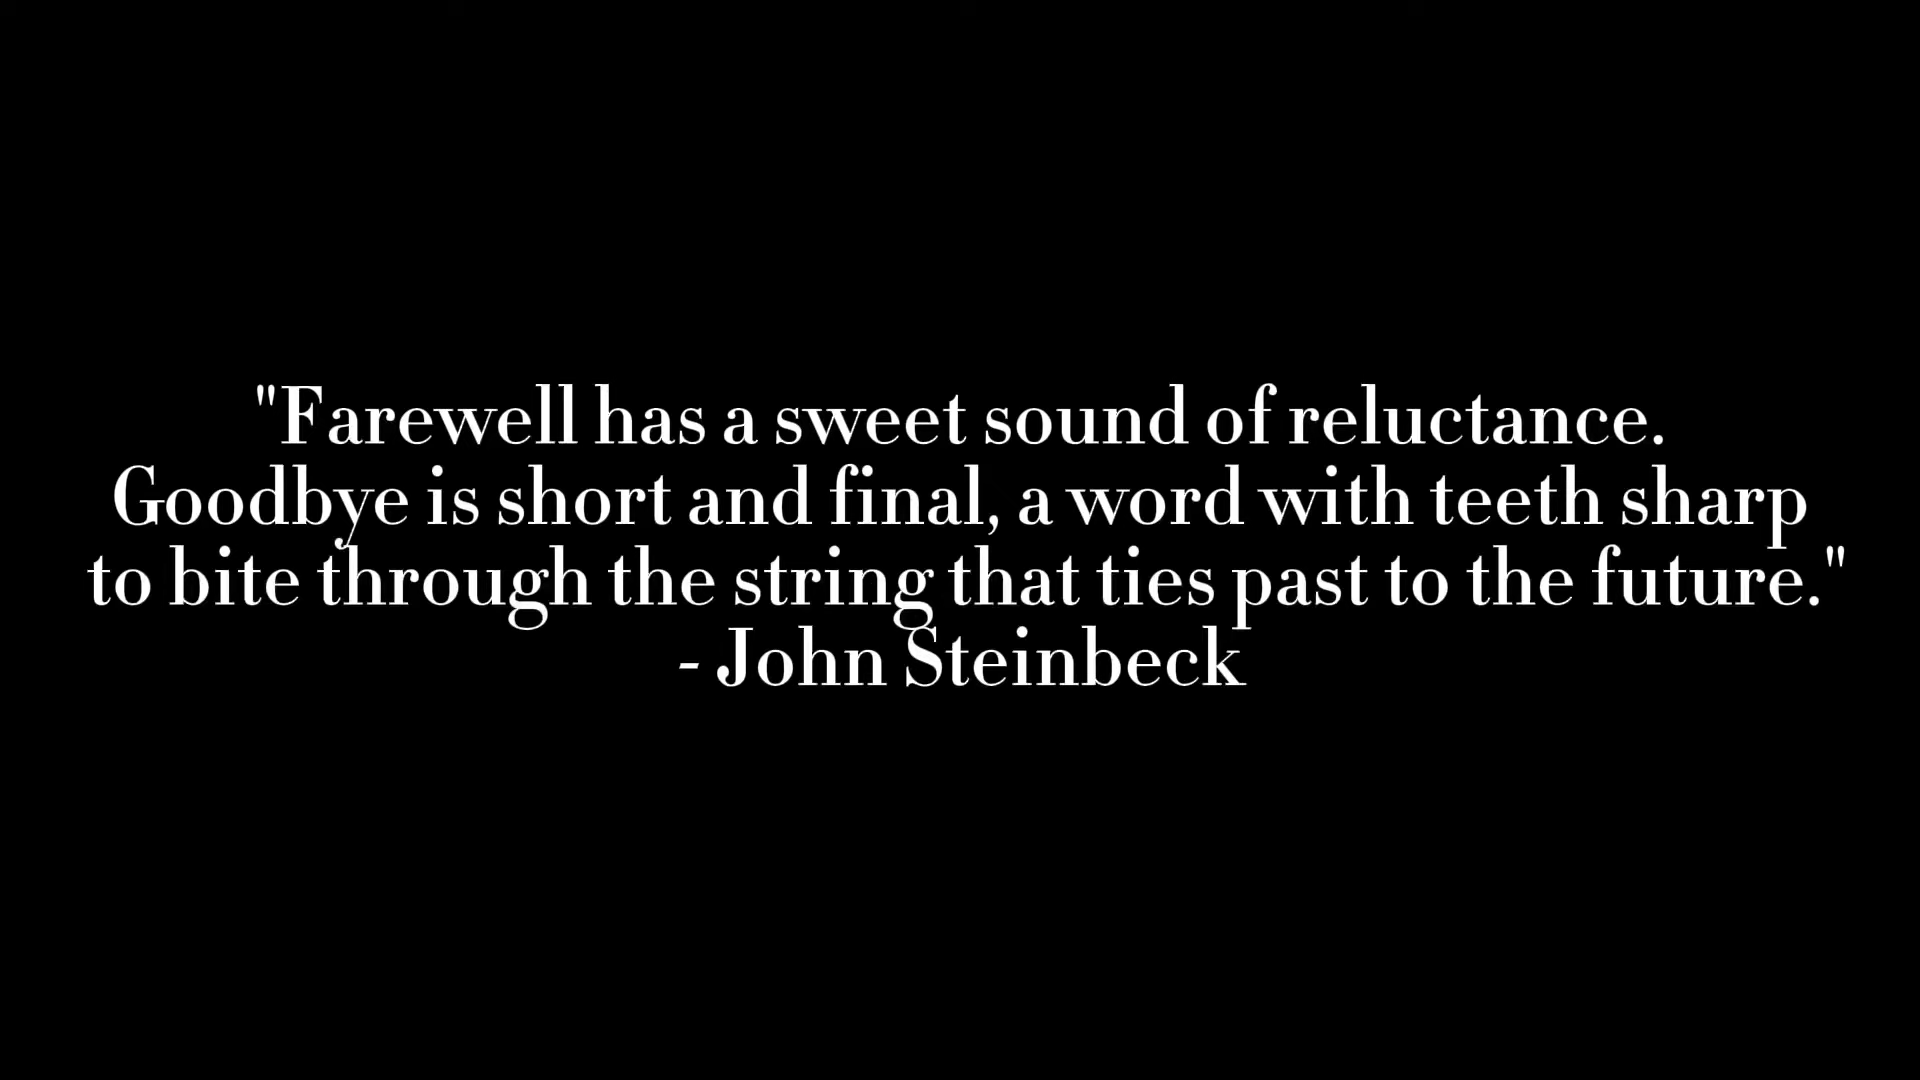 "Farewell has a sweet sound of reluctance.
Goodbye is short and final, a word with teeth sharp
to bite through the string that ties past to the future."
- John Steinbeck